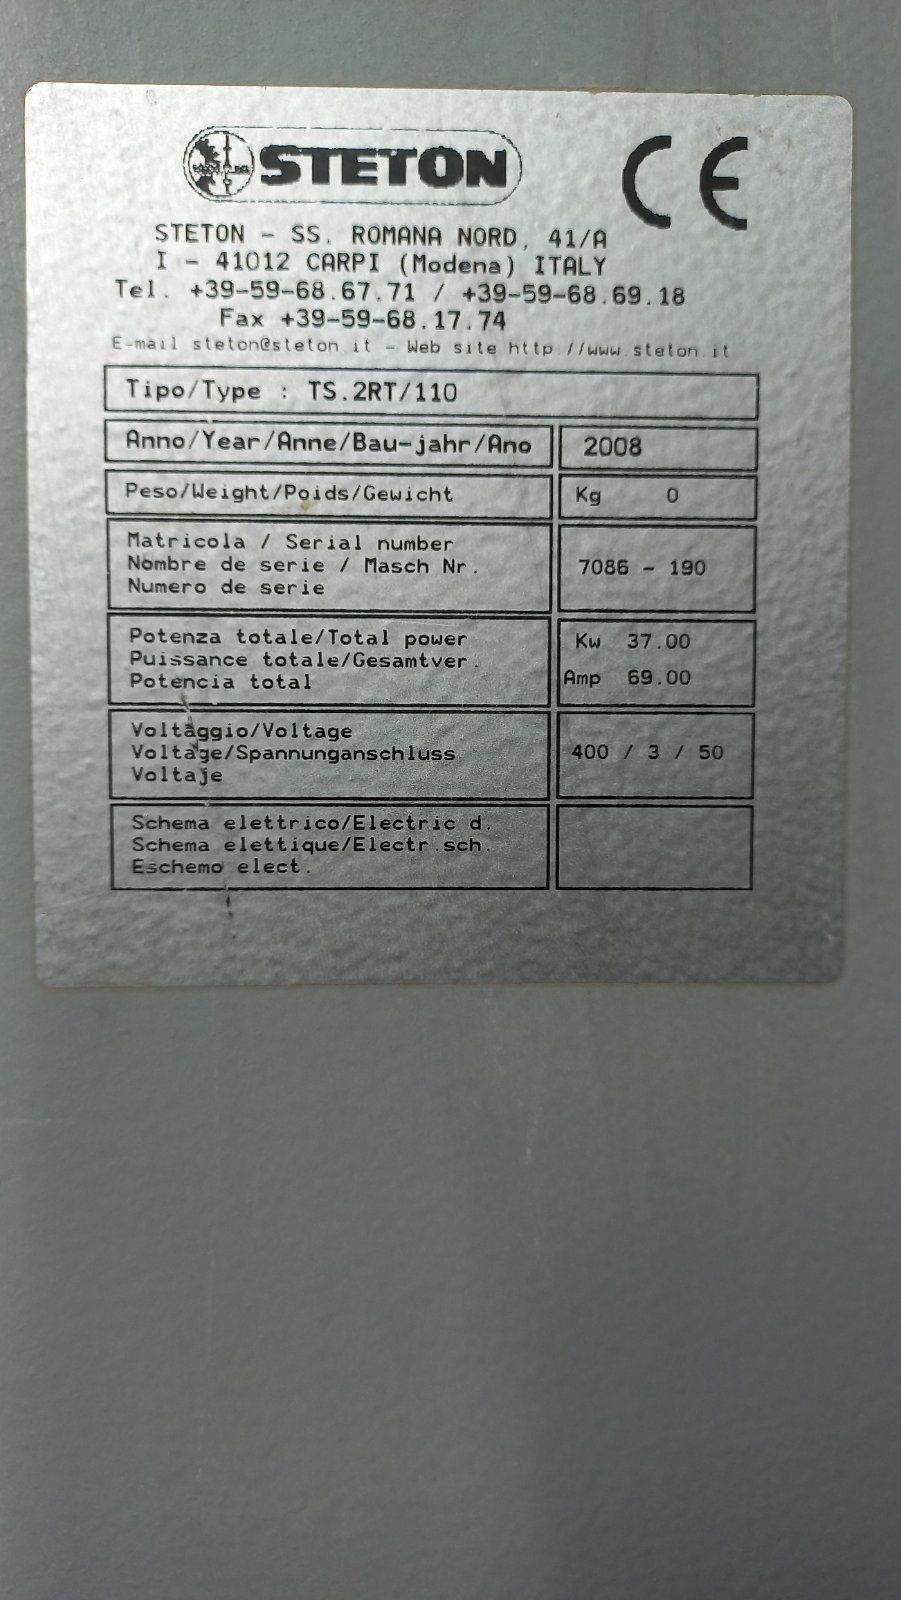 STETON
CE
STETON - SS. ROMANA NORD, 41/A
I - 41012 CARPI (Modena) ITALY
Tel. +39-59-68.67.71 / +39-59-68.69.18
Fax +39-59-68.17.74
E-mail steton@steton.it - Web site http://www.steton.it
Tipo/Type : TS.2RT/110
Anno/Year/Anne/Bau-jahr/Ano 2008
Peso/Weight/Poids/Gewicht Kg 0
Matricola / Serial number
Nombre de serie / Masch Nr. 7086 - 190
Numero de serie
Potenza totale/Total power Kw 37.00
Puissance totale/Gesamtver.
Potencia total Amp 69.00
Voltaggio/Voltage
Voltage/Spannunganschluss 400 / 3 / 50
Voltaje
Schema elettrico/Electric d.
Schema elettique/Electr.sch.
Eschemo elect.